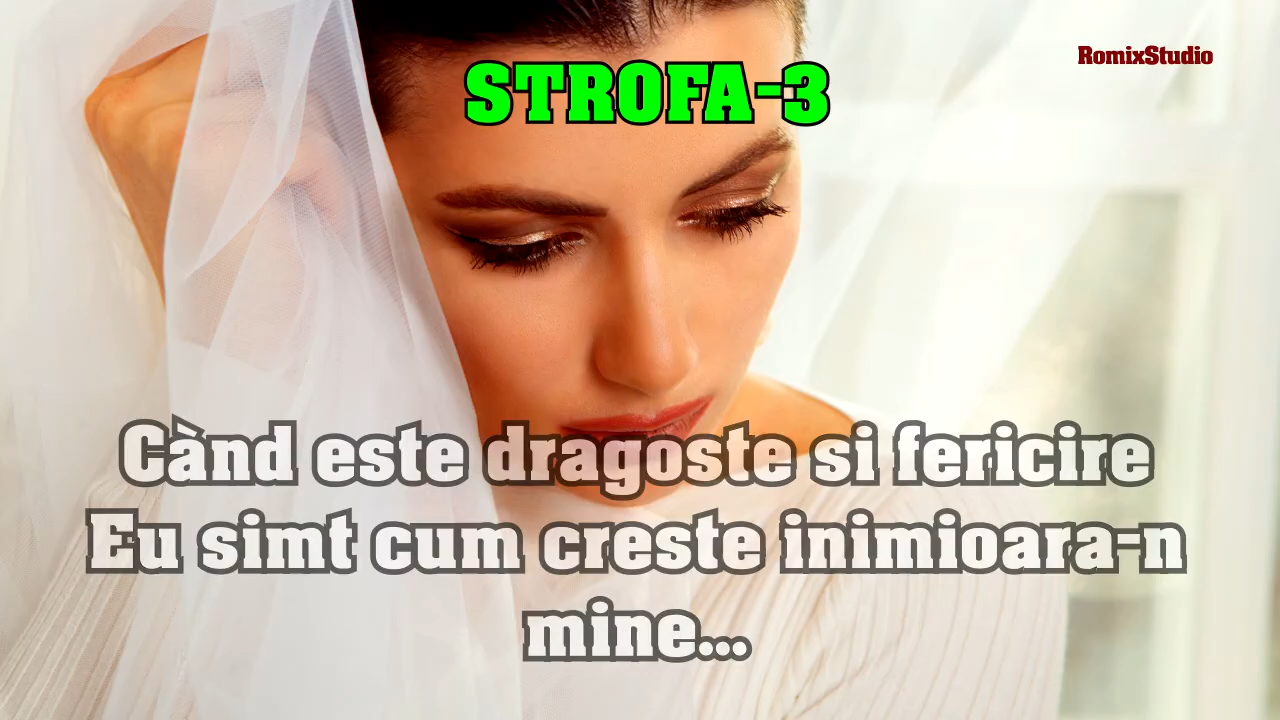 RomixStudio
STROFA-3
Cànd este dragoste si fericire
Eu simt cum creste inimioara-n
mine...